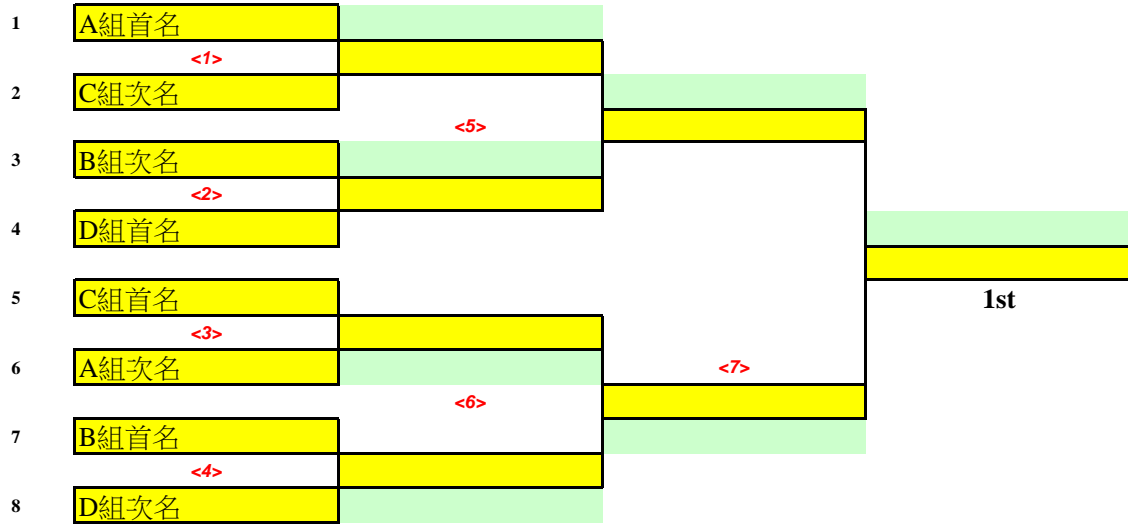 1 A組首名
<1>
2 C組次名
<5>
3 B組次名
<2>
4 D組首名
5 C組首名 1st
<3>
6 A組次名 <7>
<6>
7 B組首名
<4>
8 D組次名